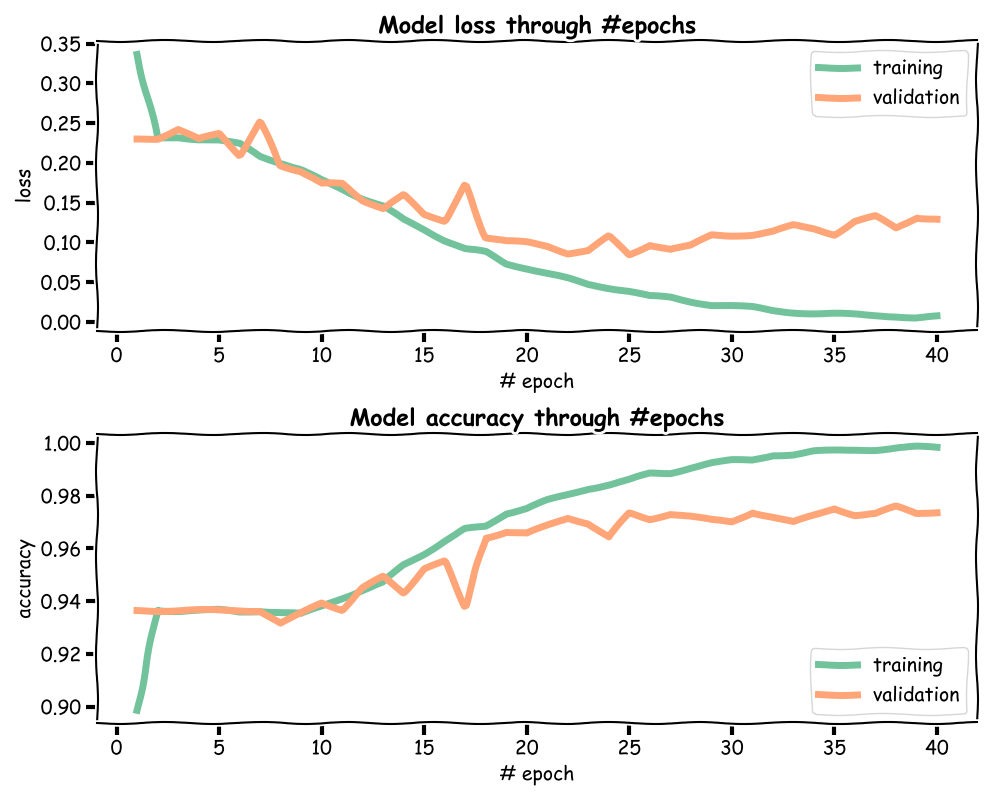 Model loss through #epochs
0.35
0.30
0.25
0.20
0.15
0.10
0.05
0.00
loss
training
validation
0 5 10 15 20 25 30 35 40
# epoch
Model accuracy through #epochs
1.00
0.98
0.96
0.94
0.92
0.90
accuracy
training
validation
0 5 10 15 20 25 30 35 40
# epoch